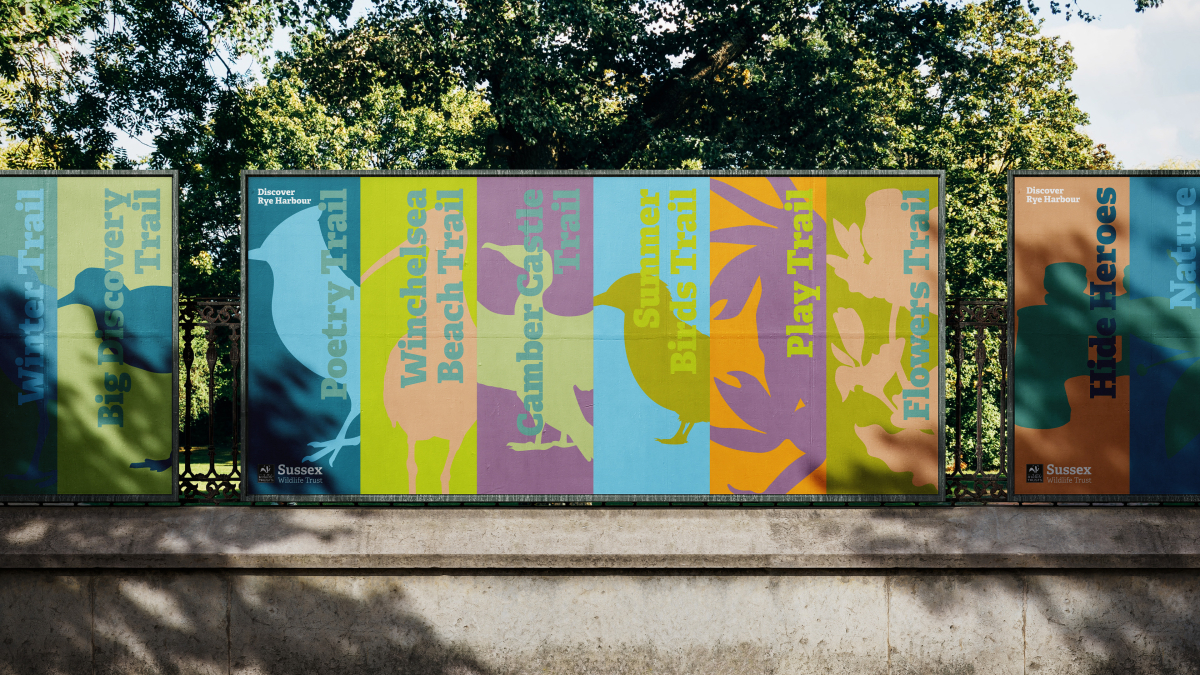 Winter Trail
Big Discovery
Trail
Discover
Rye Harbour
Poetry Trail
Winchelsea
Beach Trail
Camber Castle
Trail
Summer
Birds Trail
Play Trail
Flowers Trail
Sussex
Wildlife Trust
Discover
Rye Harbour
Hide Heroes
Nature
Sussex
Wildlife Trust